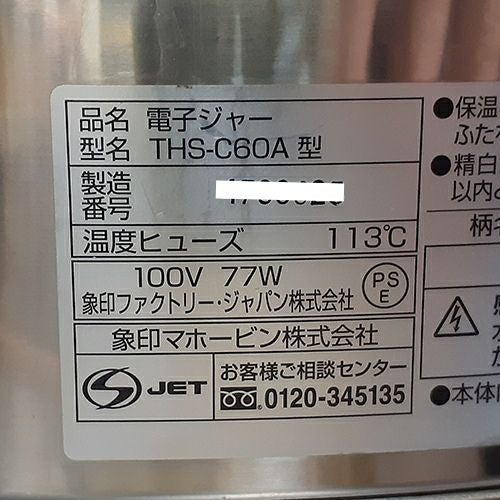 品名 電子ジャー
型名 THS-C60A 型
製造
番号
温度ヒューズ 113℃
100V 77W
象印ファクトリー・ジャパン株式会社
PS
E
象印マホービン株式会社
S JET
お客様ご相談センター
0120-345135
●保温
ふた
●精白
以内
柄
●本体